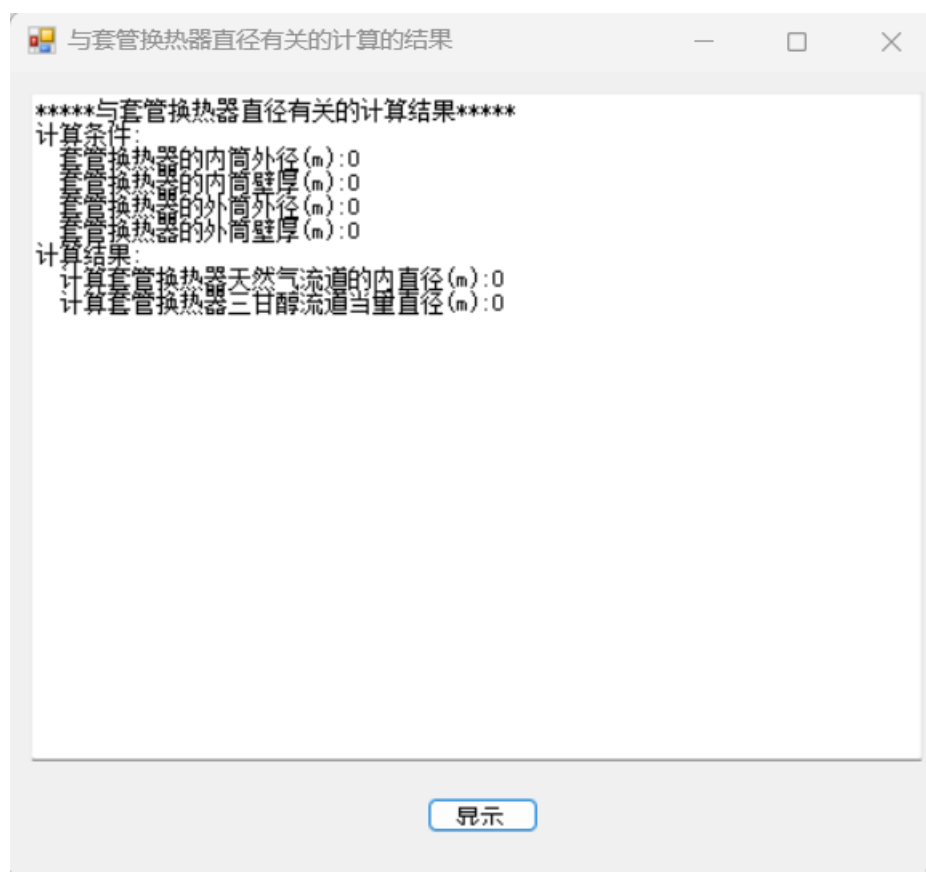 与套管换热器直径有关的计算的结果
*****与套管换热器直径有关的计算结果*****
计算条件:
套管换热器的内筒外径(m):0
套管换热器的内筒壁厚(m):0
套管换热器的外筒外径(m):0
套管换热器的外筒壁厚(m):0
计算结果:
计算套管换热器天然气流道的内直径(m):0
计算套管换热器三甘醇流道当量直径(m):0
显示